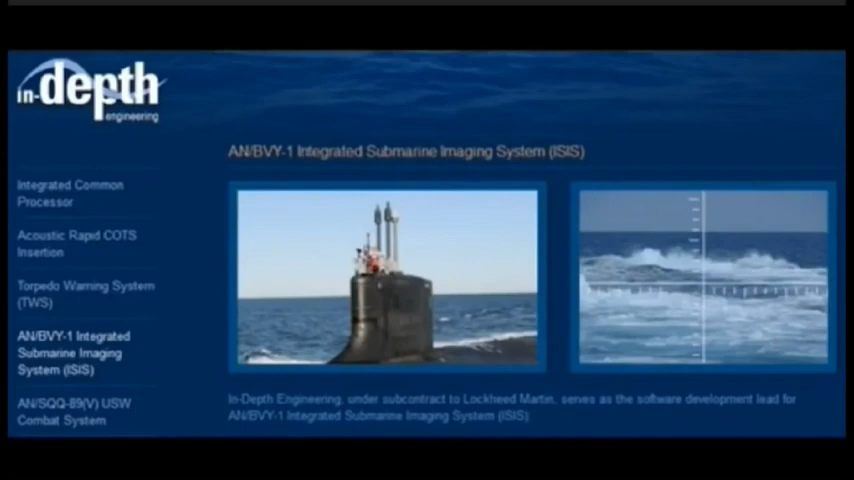 in-depth
engineering
AN/BVY-1 Integrated Submarine Imaging System (ISIS)
Integrated Common
Processor
Acoustic Rapid COTS
Insertion
Torpedo Warning System
(TWS)
AN/BVY-1 Integrated
Submarine Imaging
System (ISIS)
AN/SQQ-89(V) USW
Combat System
In-Depth Engineering, under subcontract to Lockheed Martin, serves as the software development lead for
AN/BVY-1 Integrated Submarine Imaging System (ISIS)